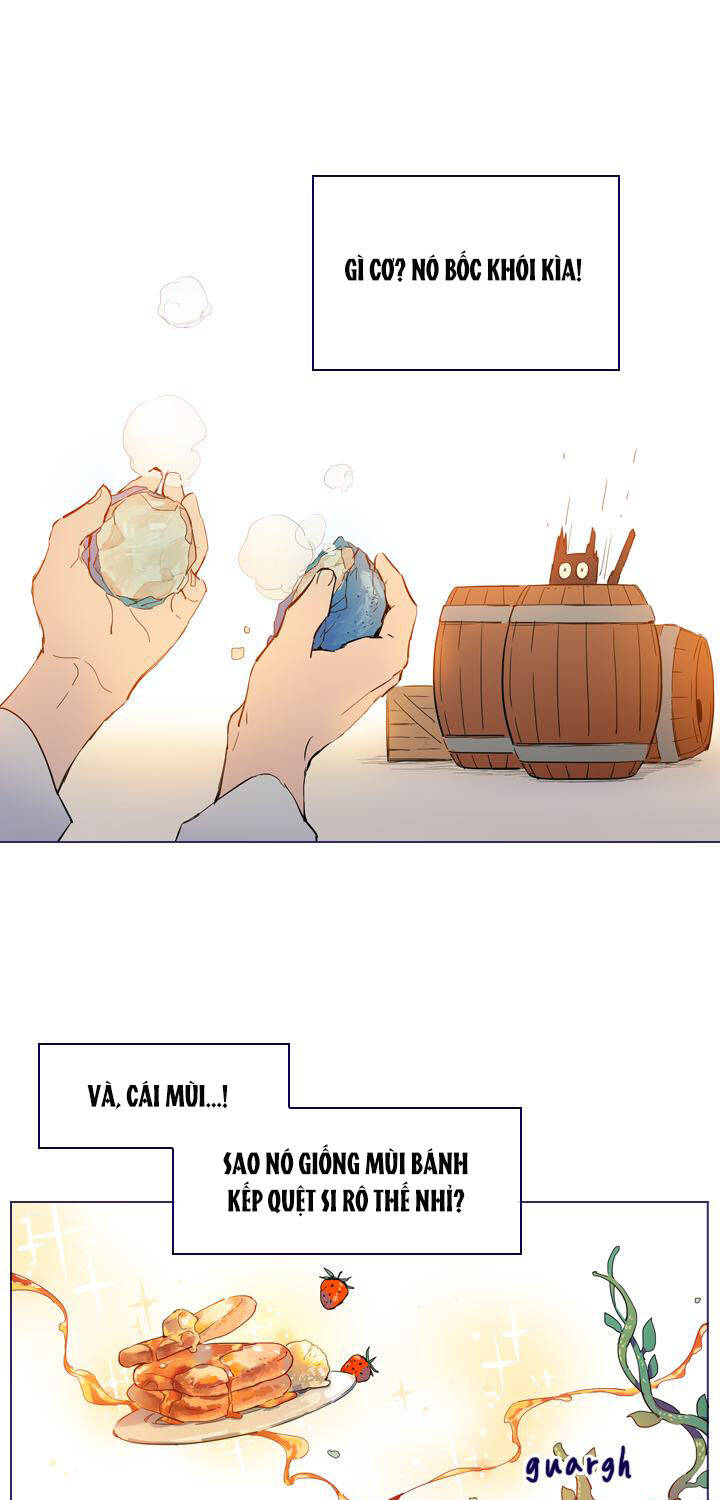 GÌ CƠ? NÓ BỐC KHÓI KÌA!
VÀ, CÁI MÙI...!
SAO NÓ GIỐNG MÙI BÁNH
KẾP QUỆT SI RÔ THẾ NHỈ?
guargh